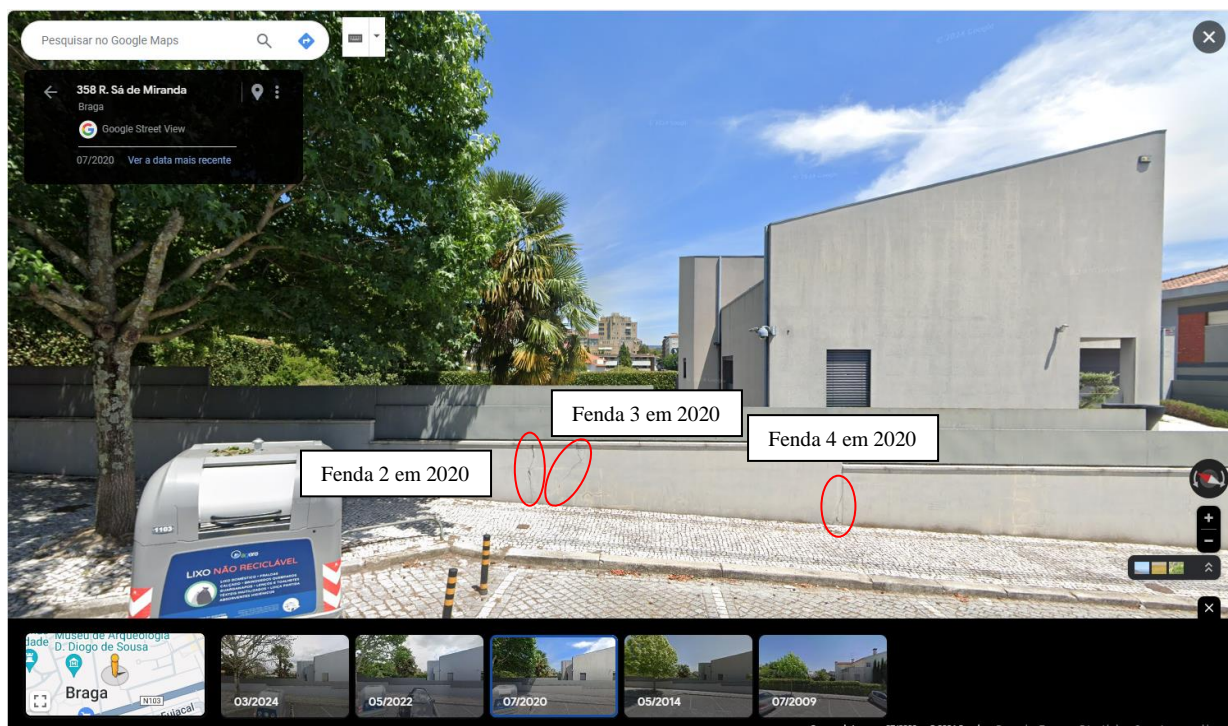 Pesquisar no Google Maps
358 R. Sá de Miranda
Braga
Google Street View
07/2020 Ver a data mais recente
Fenda 3 em 2020
Fenda 4 em 2020
Fenda 2 em 2020
1103
LIXO NÃO RECICLÁVEL
Museu de Arqueologia
D. Diogo de Sousa
Braga
N103
03/2024
05/2022
07/2020
05/2014
07/2009